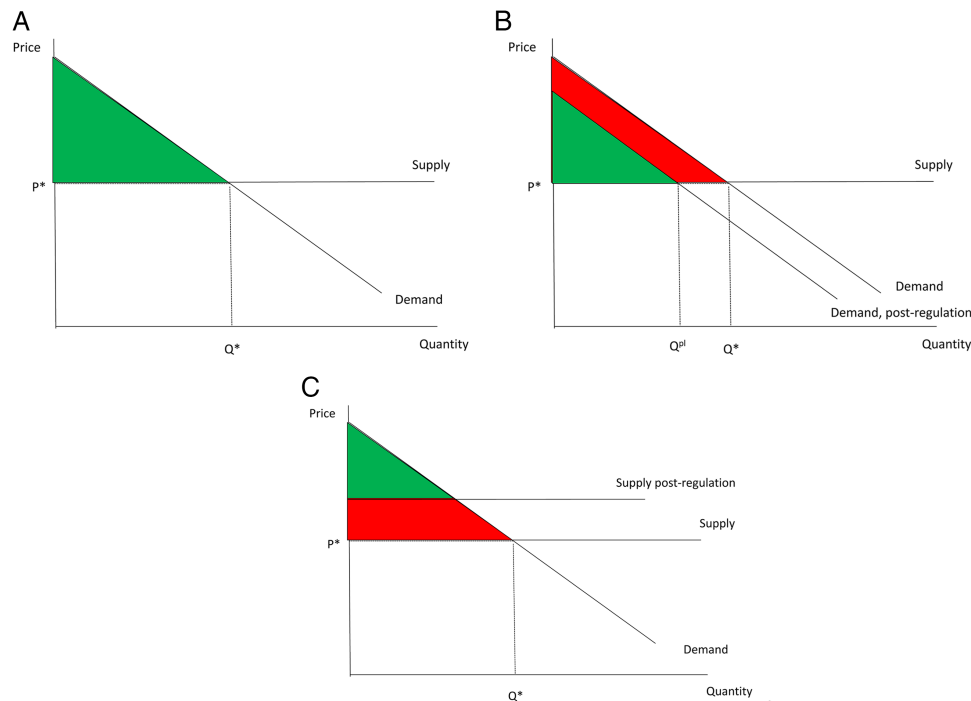 A
Price
Supply
P*
Demand
Q*
Quantity
B
Price
Supply
P*
Demand
Demand, post-regulation
Qpl
Q*
Quantity
C
Price
Supply post-regulation
Supply
P*
Demand
Q*
Quantity